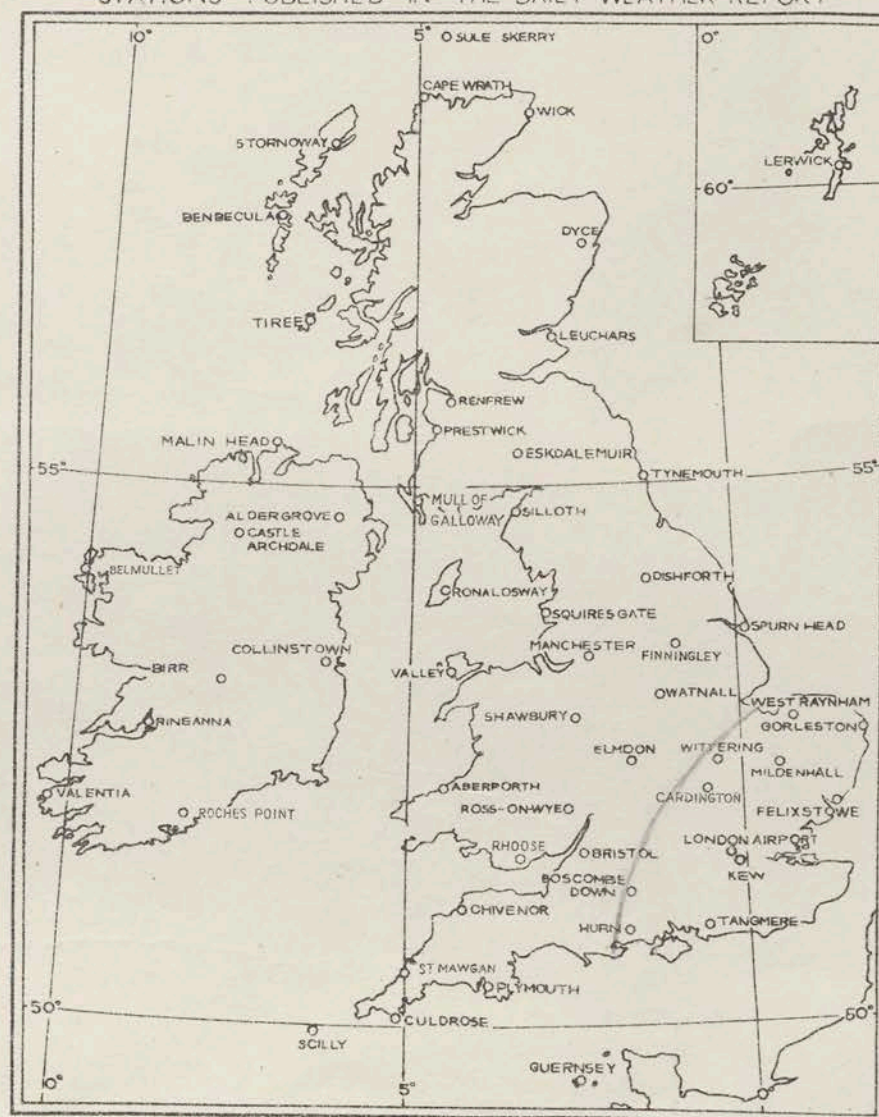 STATIONS PUBLISHED IN THE DAILY WEATHER REPORT
10°
5°
SULE SKERRY
0°
CAPE WRATH
WICK
STORNOWAY
LERWICK
60°
BENBECULA
DYCE
TIREE
LEUCHARS
RENFREW
PRESTWICK
MALIN HEAD
ESKDALEMUIR
55°
TYNEMOUTH
55°
MULL OF
GALLOWAY
ALDERGROVE
SILLOTH
CASTLE
ARCHDALE
BELMULLET
DISHFORTH
RONALDSWAY
SQUIRES GATE
SPURN HEAD
COLLINSTOWN
MANCHESTER
FINNINGLEY
BIRR
VALLEY
WATNALL
WEST RAYNHAM
RINEANNA
SHAWBURY
GORLESTON
ELMDON
WITTERING
MILDENHALL
VALENTIA
ABERPORTH
CARDINGTON
ROCHES POINT
ROSS-ON-WYE
FELIXSTOWE
RHOOSE
BRISTOL
LONDON AIRPORT
KEW
BOSCOMBE
DOWN
CHIVENOR
HURN
TANGMERE
ST MAWGAN
PLYMOUTH
50°
CULDROSE
50°
SCILLY
GUERNSEY
10°
5°